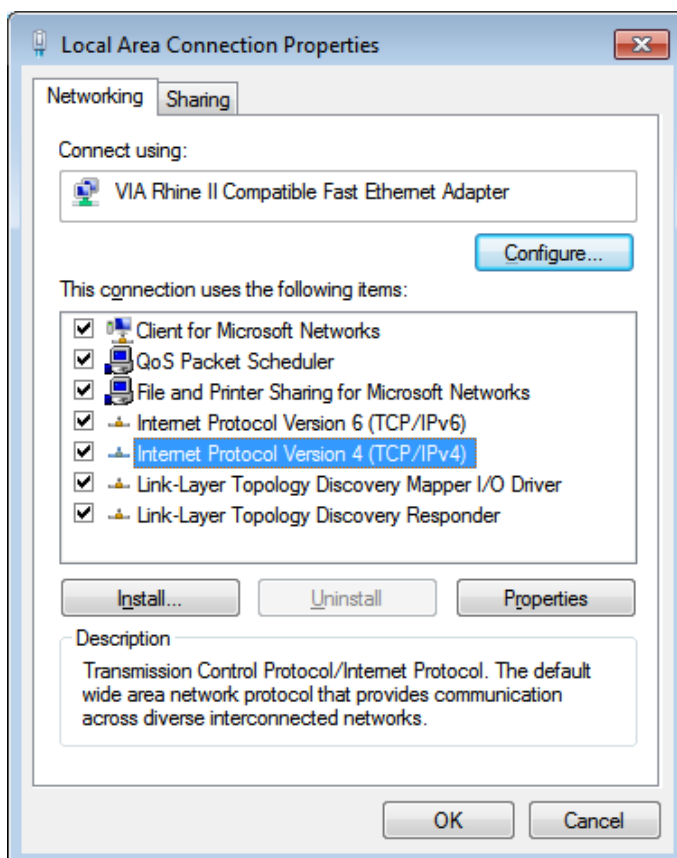 Local Area Connection Properties
Networking
Sharing
Connect using:
VIA Rhine II Compatible Fast Ethernet Adapter
Configure...
This connection uses the following items:
Client for Microsoft Networks
QoS Packet Scheduler
File and Printer Sharing for Microsoft Networks
Internet Protocol Version 6 (TCP/IPv6)
Internet Protocol Version 4 (TCP/IPv4)
Link-Layer Topology Discovery Mapper I/O Driver
Link-Layer Topology Discovery Responder
Install...
Uninstall
Properties
Description
Transmission Control Protocol/Internet Protocol. The default
wide area network protocol that provides communication
across diverse interconnected networks.
OK
Cancel